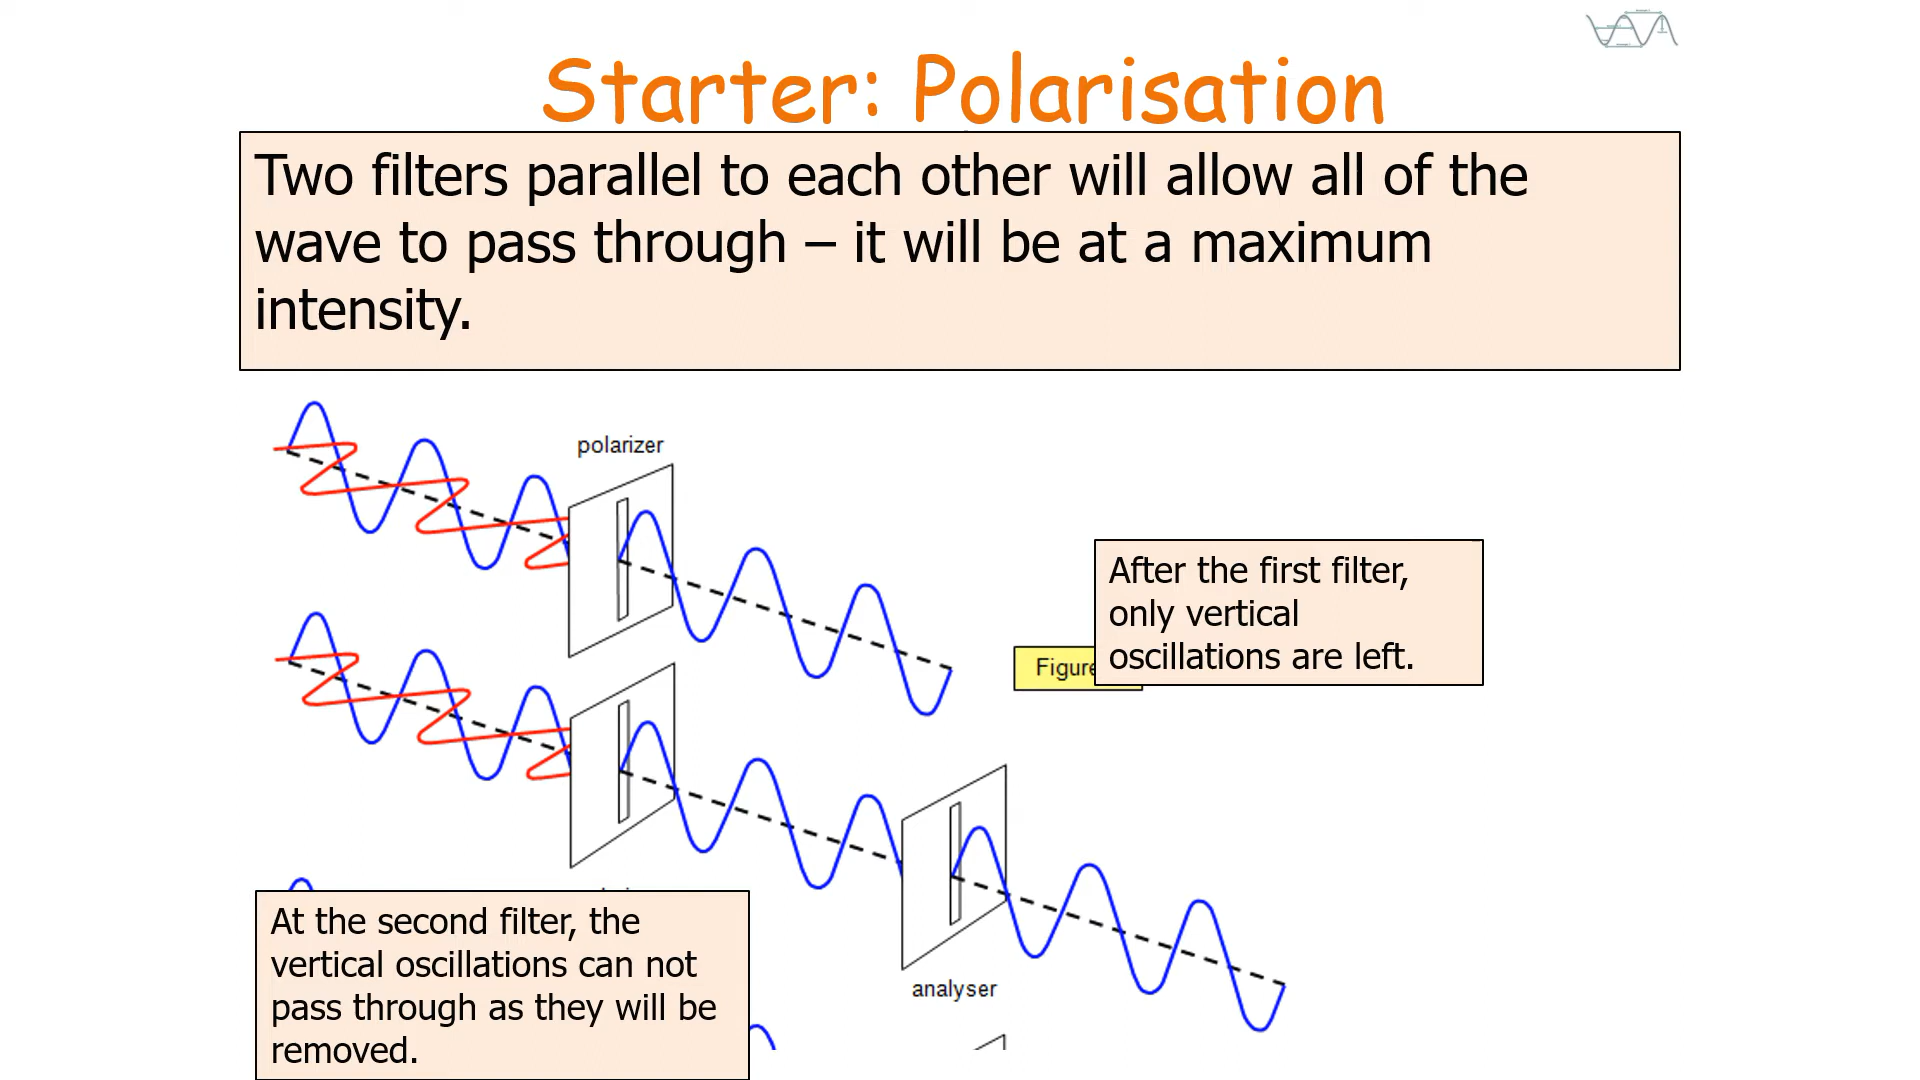 Starter: Polarisation
Two filters parallel to each other will allow all of the
wave to pass through – it will be at a maximum
intensity.
polarizer
After the first filter,
only vertical
oscillations are left.
Figure
At the second filter, the
vertical oscillations can not
pass through as they will be
removed.
analyser